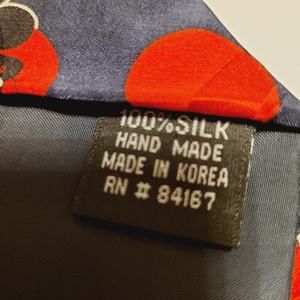 100% SILK
HAND MADE
MADE IN KOREA
RN # 84167